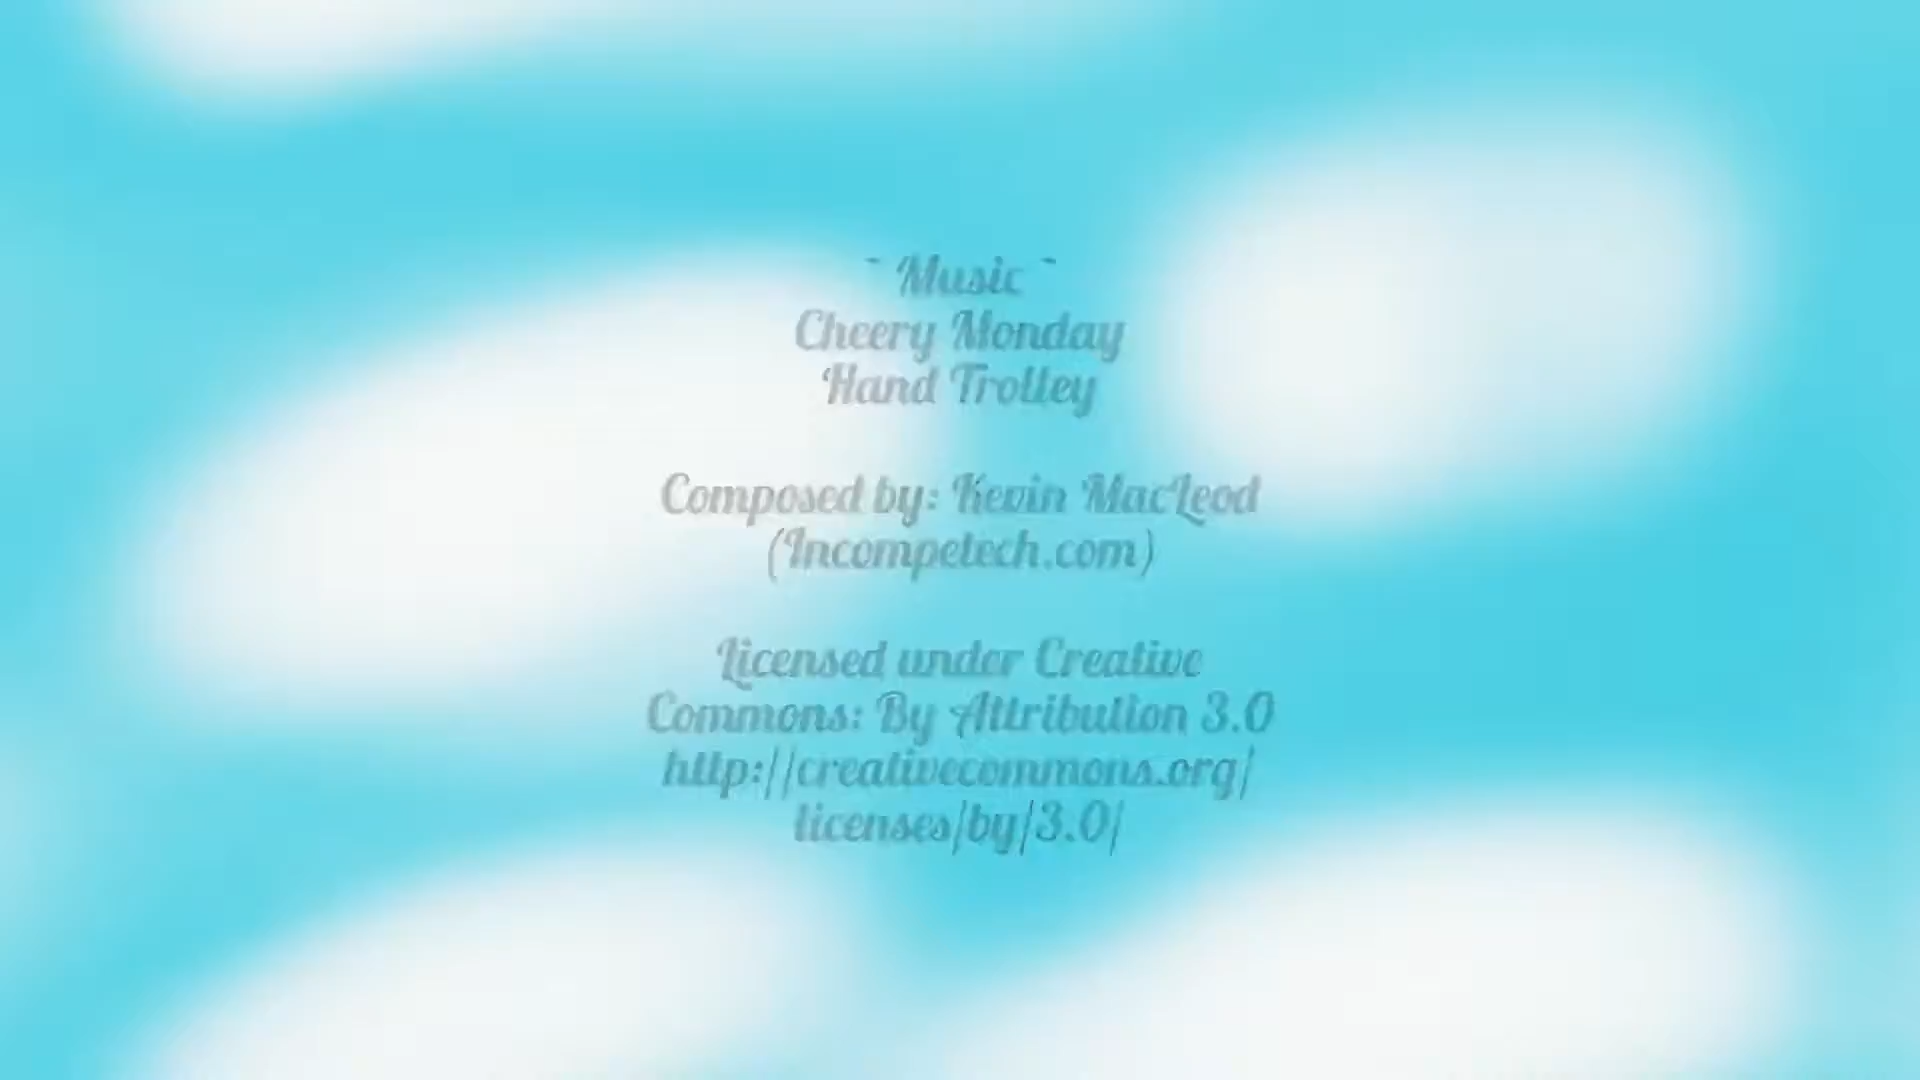 ~ Music ~
Cheery Monday
Hand Trolley
Composed by: Kevin MacLeod
(Incompetech.com)
Licensed under Creative
Commons: By Attribution 3.0
http://creativecommons.org/
licenses/by/3.0/